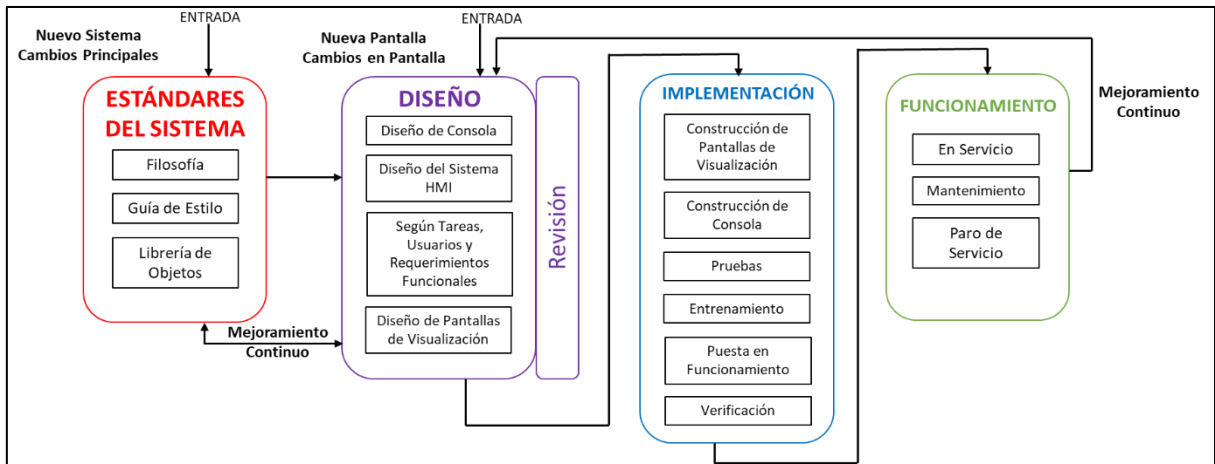 ENTRADA
Nuevo Sistema
Cambios Principales
ESTÁNDARES
DEL SISTEMA
Filosofía
Guía de Estilo
Librería de
Objetos
Mejoramiento
Continuo
ENTRADA
Nueva Pantalla
Cambios en Pantalla
DISEÑO
Diseño de Consola
Diseño del Sistema
HMI
Según Tareas,
Usuarios y
Requerimientos
Funcionales
Diseño de Pantallas
de Visualización
Revisión
IMPLEMENTACIÓN
Construcción de
Pantallas de
Visualización
Construcción de
Consola
Pruebas
Entrenamiento
Puesta en
Funcionamiento
Verificación
FUNCIONAMIENTO
En Servicio
Mantenimiento
Paro de
Servicio
Mejoramiento
Continuo